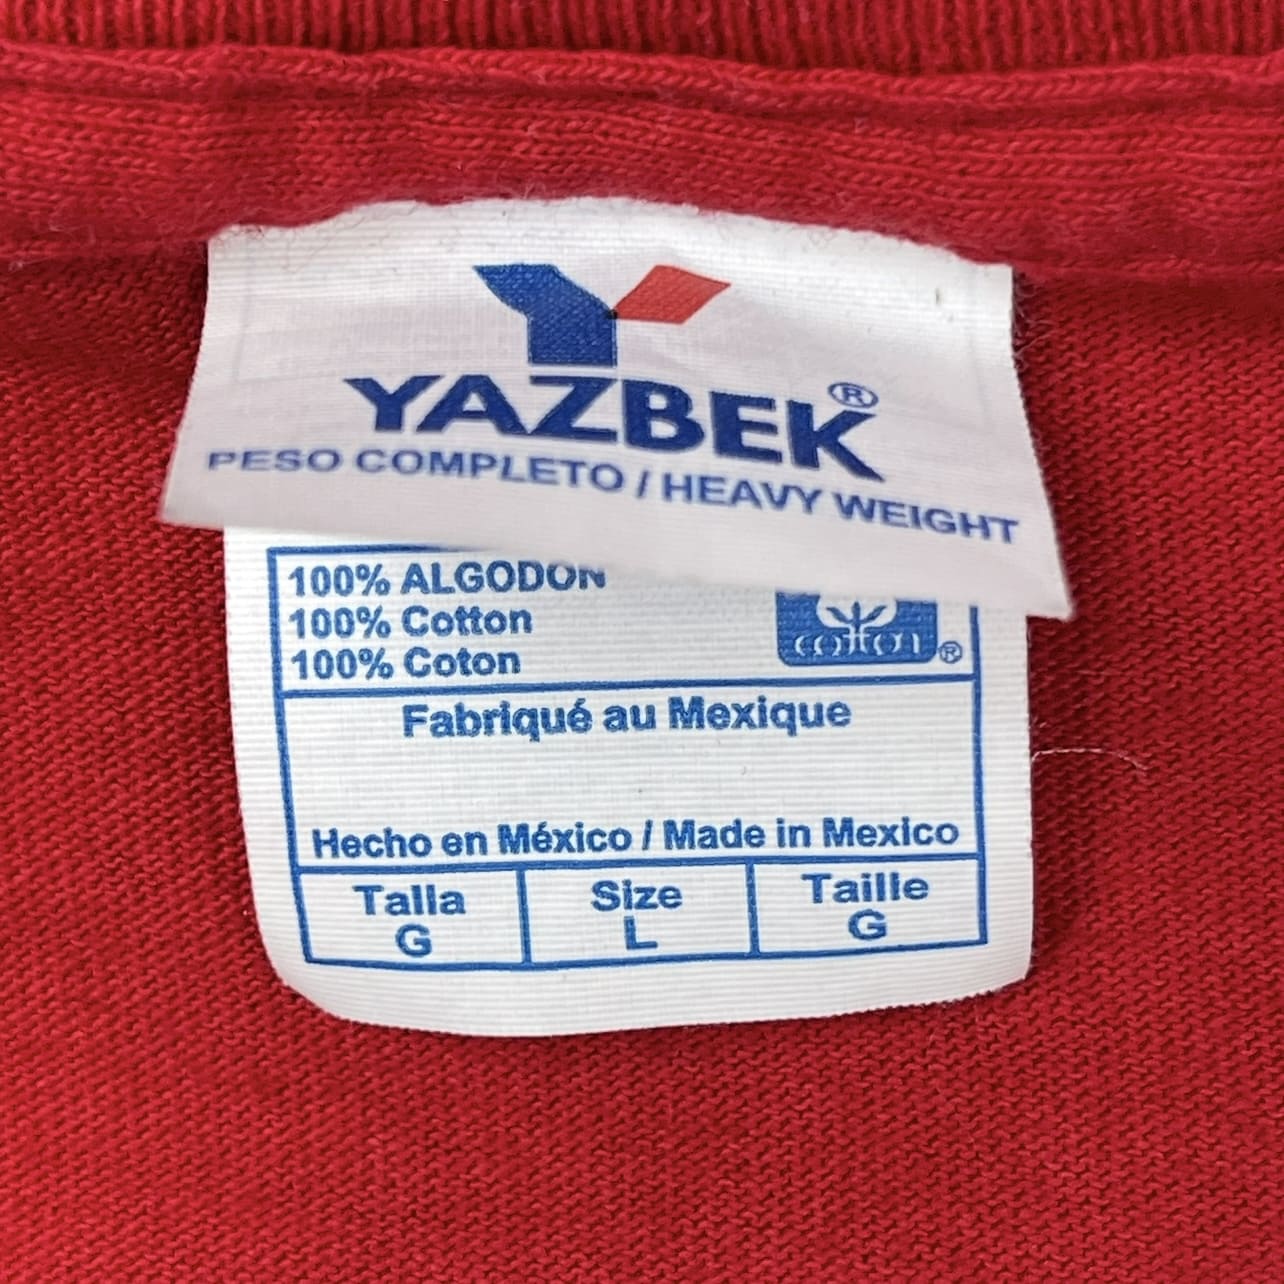 YAZBEK®
PESO COMPLETO / HEAVY WEIGHT
100% ALGODON
100% Cotton
100% Coton
cotton ®
Fabriqué au Mexique
Hecho en México / Made in Mexico
Talla Size Taille
G L G